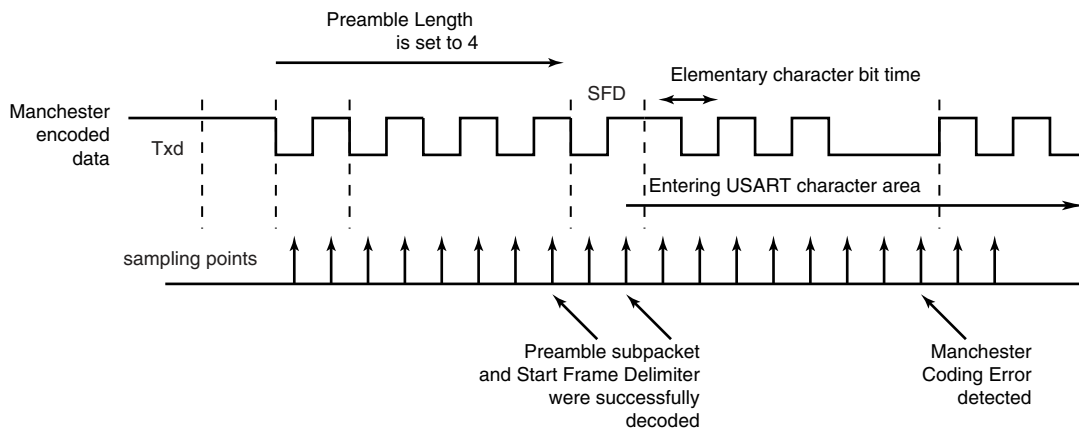 Preamble Length
is set to 4
Elementary character bit time
SFD
Manchester
encoded
data
Txd
Entering USART character area
sampling points
Preamble subpacket
and Start Frame Delimiter
were successfully
decoded
Manchester
Coding Error
detected